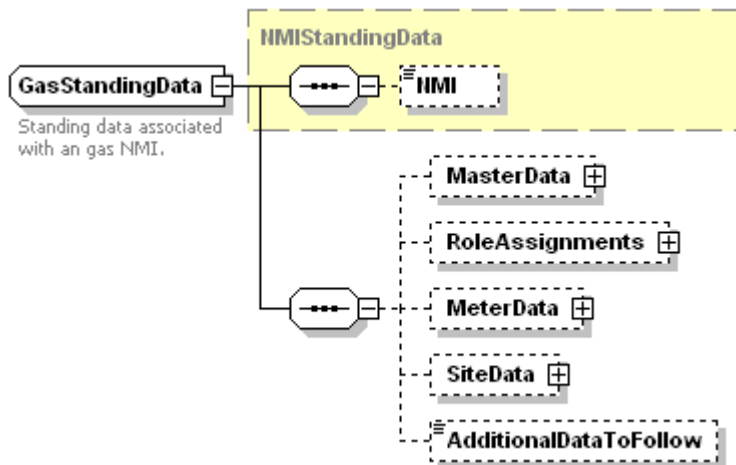 NMIStandingData
GasStandingData
NMI
Standing data associated
with an gas NMI.
MasterData
RoleAssignments
MeterData
SiteData
AdditionalDataToFollow